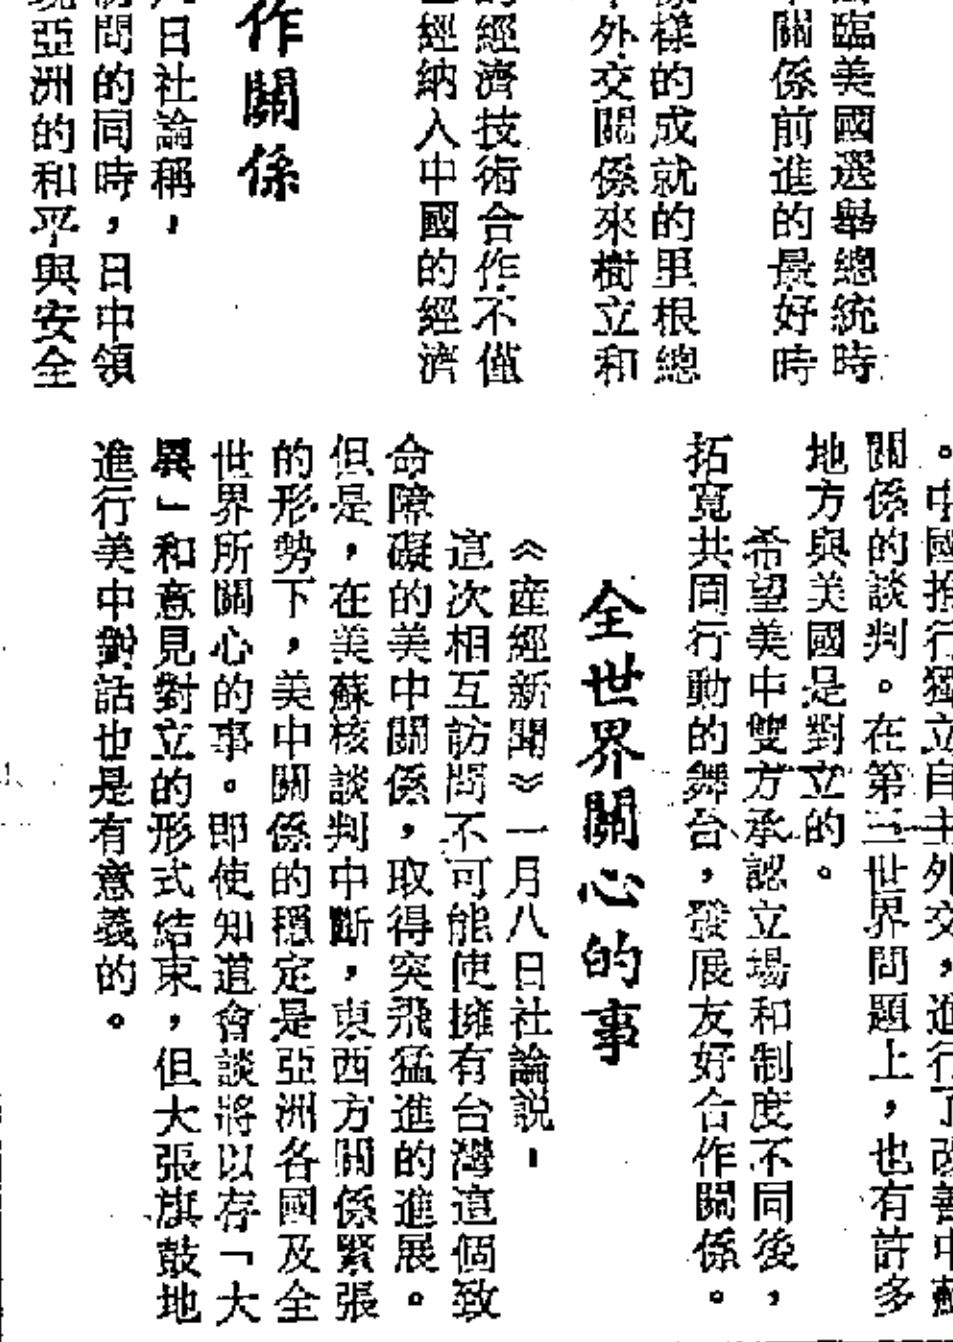 臨美國選舉總統時
關係前進的最好時
樣的成就的里根總
外交關係來樹立和
經濟技術合作不僅
經納入中國的經濟
作關係
日社論稱，
問的同時，日中領
亞洲的和平與安全
。中國推行獨立自主外交，進行了改善中蘇
關係的談判。在第三世界問題上，也有許多
地方與美國是對立的。
希望美中雙方承認立場和制度不同後，
拓寬共同行動的舞台，發展友好合作關係。
全世界關心的事
《產經新聞》一月八日社論説，
這次相互訪問不可能使擁有台灣這個致
命障礙的美中關係，取得突飛猛進的進展。
但是，在美蘇核談判中斷，東西方關係緊張
的形勢下，美中關係的穩定是亞洲各國及全
世界所關心的事。即使知道會談將以存「大
異」和意見對立的形式結束，但大張旗鼓地
進行美中對話也是有意義的。